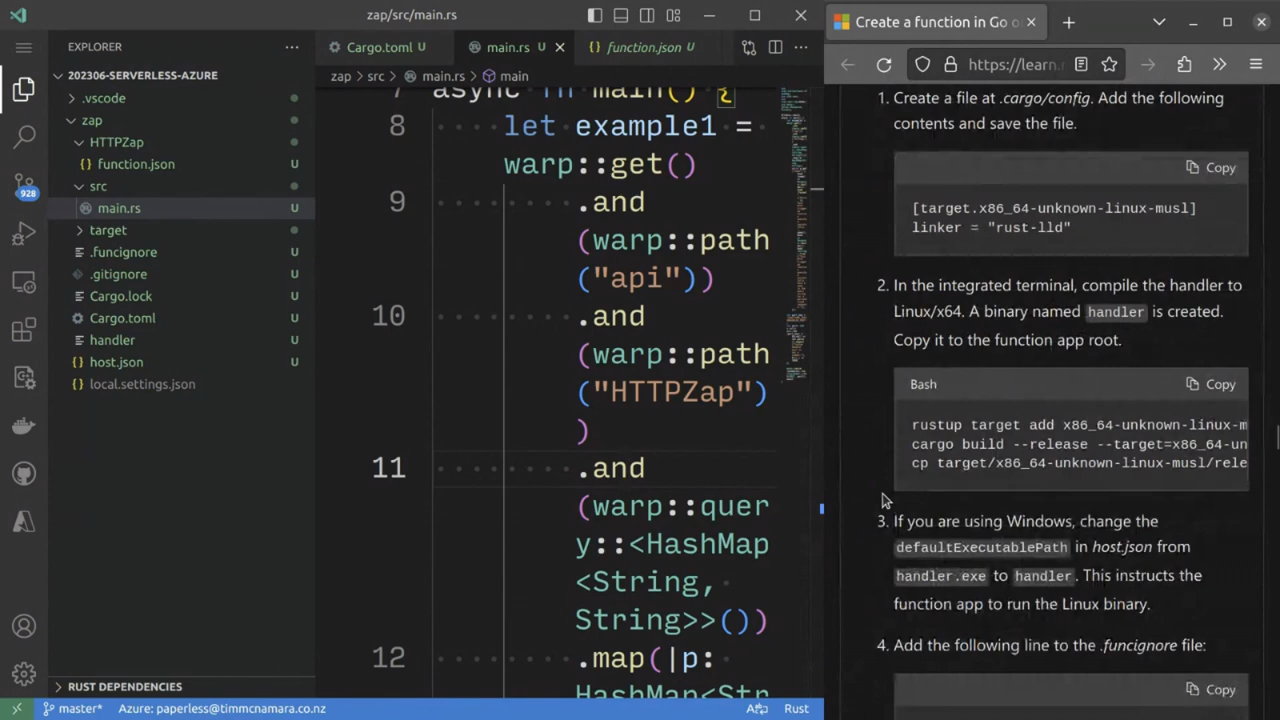 zap/src/main.rs
EXPLORER
202306-SERVERLESS-AZURE
.vscode
zap
HTTPZap
function.json U
src
main.rs U
target
.funcignore U
.gitignore U
Cargo.lock U
Cargo.toml U
handler U
host.json U
local.settings.json
RUST DEPENDENCIES
928
Cargo.toml U
main.rs U
function.json U
zap > src > main.rs > main
7 async fn main() {
8 let example1 =
warp::get()
9 .and
(warp::path
("api"))
10 .and
(warp::path
("HTTPZap")
)
11 .and
(warp::quer
y::<HashMap
<String,
String>>())
12 .map(|p:
HashMap<Str
master* Azure: paperless@timmcnamara.co.nz Rust
Create a function in Go o
https://learn.
1. Create a file at .cargo/config. Add the following
contents and save the file.
Copy
[target.x86_64-unknown-linux-musl]
linker = "rust-lld"
2. In the integrated terminal, compile the handler to
Linux/x64. A binary named handler is created.
Copy it to the function app root.
Bash Copy
rustup target add x86_64-unknown-linux-m
cargo build --release --target=x86_64-un
cp target/x86_64-unknown-linux-musl/rele
3. If you are using Windows, change the
defaultExecutablePath in host.json from
handler.exe to handler. This instructs the
function app to run the Linux binary.
4. Add the following line to the .funcignore file:
Copy